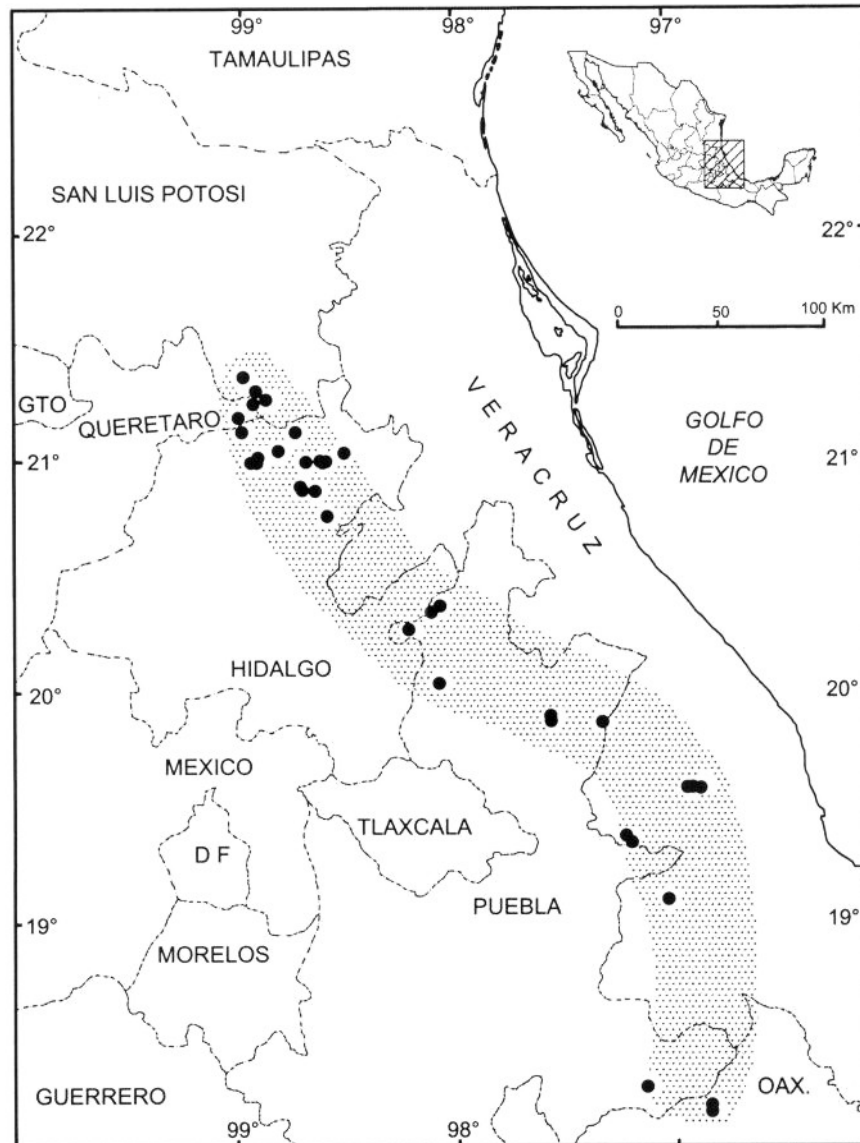 99° 98° 97°
TAMAULIPAS
SAN LUIS POTOSI
22° 22°
0 50 100 Km
GTO
QUERETARO
VERACRUZ
GOLFO
DE
MEXICO
21° 21°
HIDALGO
20° 20°
MEXICO
TLAXCALA
D F
PUEBLA
19° 19°
MORELOS
GUERRERO
OAX.
99° 98°